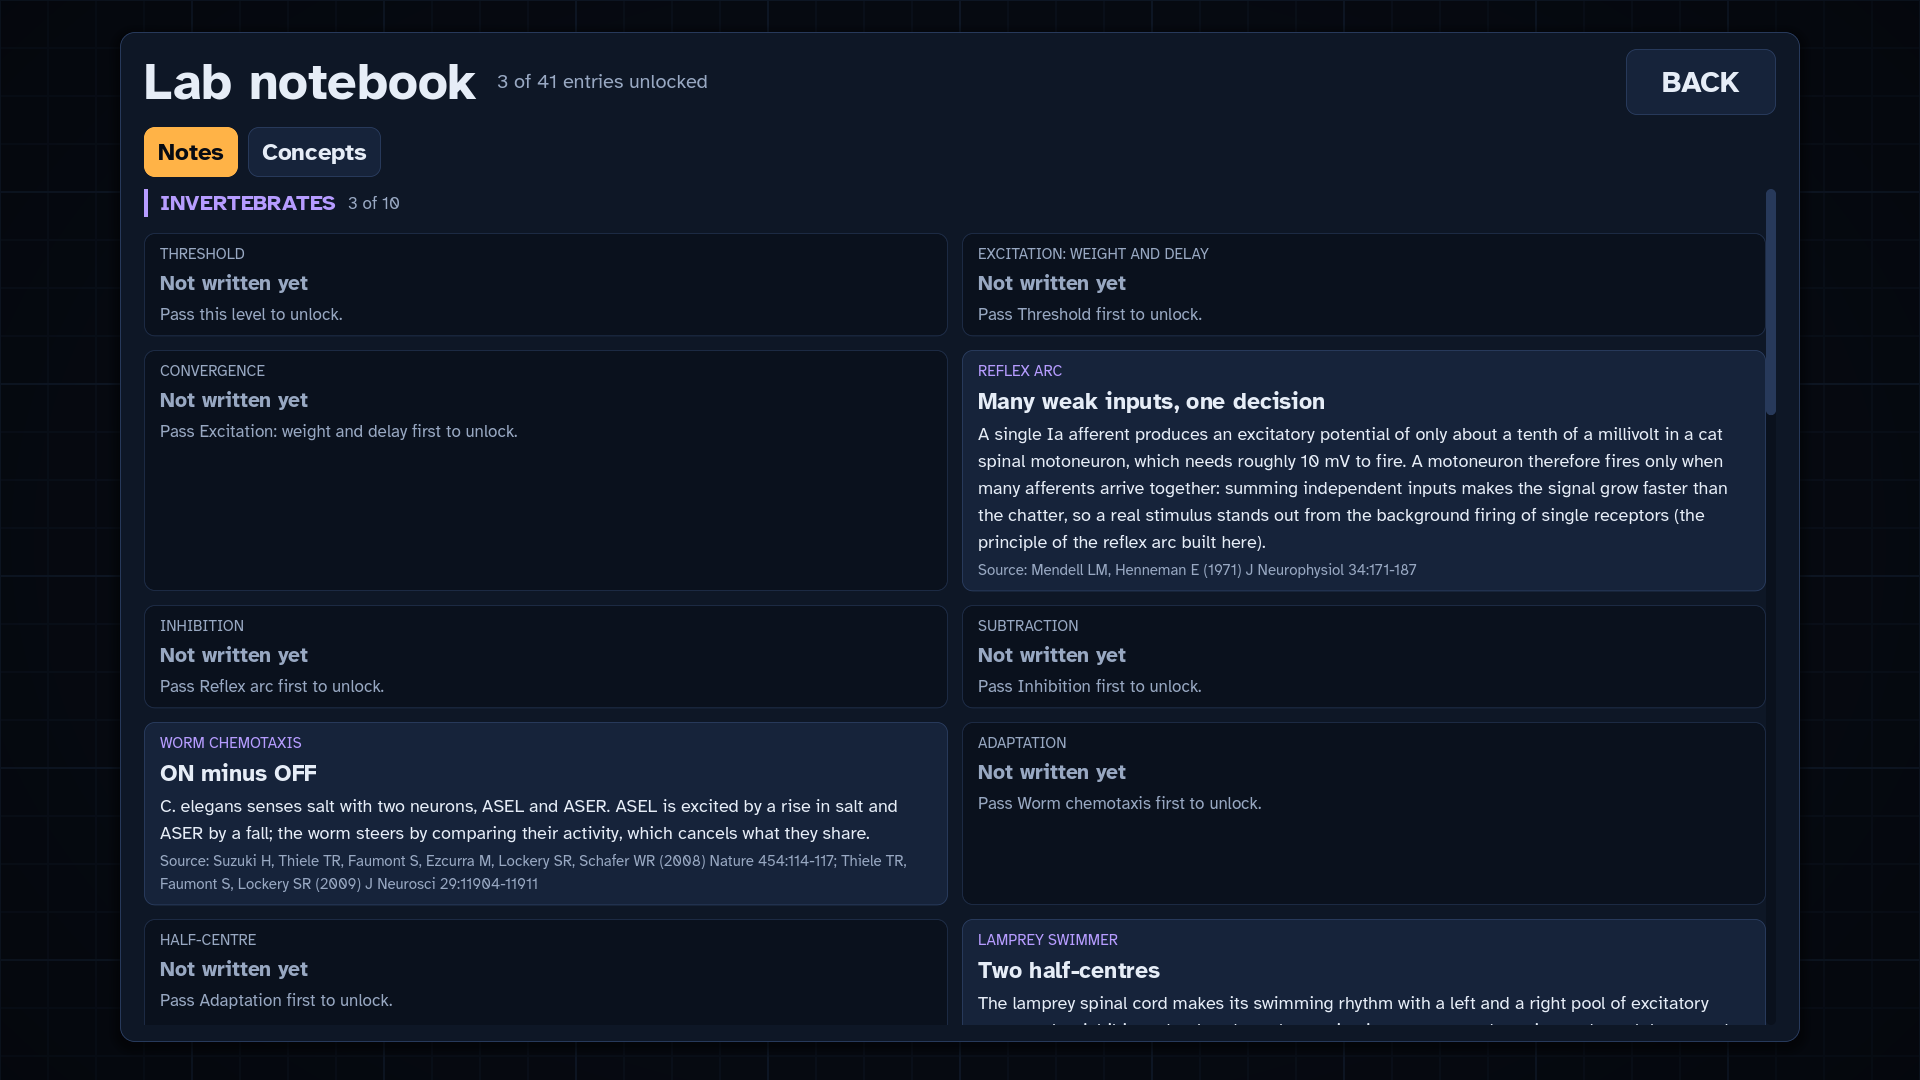 Lab notebook
3 of 41 entries unlocked
BACK
Notes
Concepts
INVERTEBRATES
3 of 10
THRESHOLD
Not written yet
Pass this level to unlock.
EXCITATION: WEIGHT AND DELAY
Not written yet
Pass Threshold first to unlock.
CONVERGENCE
Not written yet
Pass Excitation: weight and delay first to unlock.
REFLEX ARC
Many weak inputs, one decision
A single Ia afferent produces an excitatory potential of only about a tenth of a millivolt in a cat
spinal motoneuron, which needs roughly 10 mV to fire. A motoneuron therefore fires only when
many afferents arrive together: summing independent inputs makes the signal grow faster than
the chatter, so a real stimulus stands out from the background firing of single receptors (the
principle of the reflex arc built here).
Source: Mendell LM, Henneman E (1971) J Neurophysiol 34:171-187
INHIBITION
Not written yet
Pass Reflex arc first to unlock.
SUBTRACTION
Not written yet
Pass Inhibition first to unlock.
WORM CHEMOTAXIS
ON minus OFF
C. elegans senses salt with two neurons, ASEL and ASER. ASEL is excited by a rise in salt and
ASER by a fall; the worm steers by comparing their activity, which cancels what they share.
Source: Suzuki H, Thiele TR, Faumont S, Ezcurra M, Lockery SR, Schafer WR (2008) Nature 454:114-117; Thiele TR,
Faumont S, Lockery SR (2009) J Neurosci 29:11904-11911
ADAPTATION
Not written yet
Pass Worm chemotaxis first to unlock.
HALF-CENTRE
Not written yet
Pass Adaptation first to unlock.
LAMPREY SWIMMER
Two half-centres
The lamprey spinal cord makes its swimming rhythm with a left and a right pool of excitatory